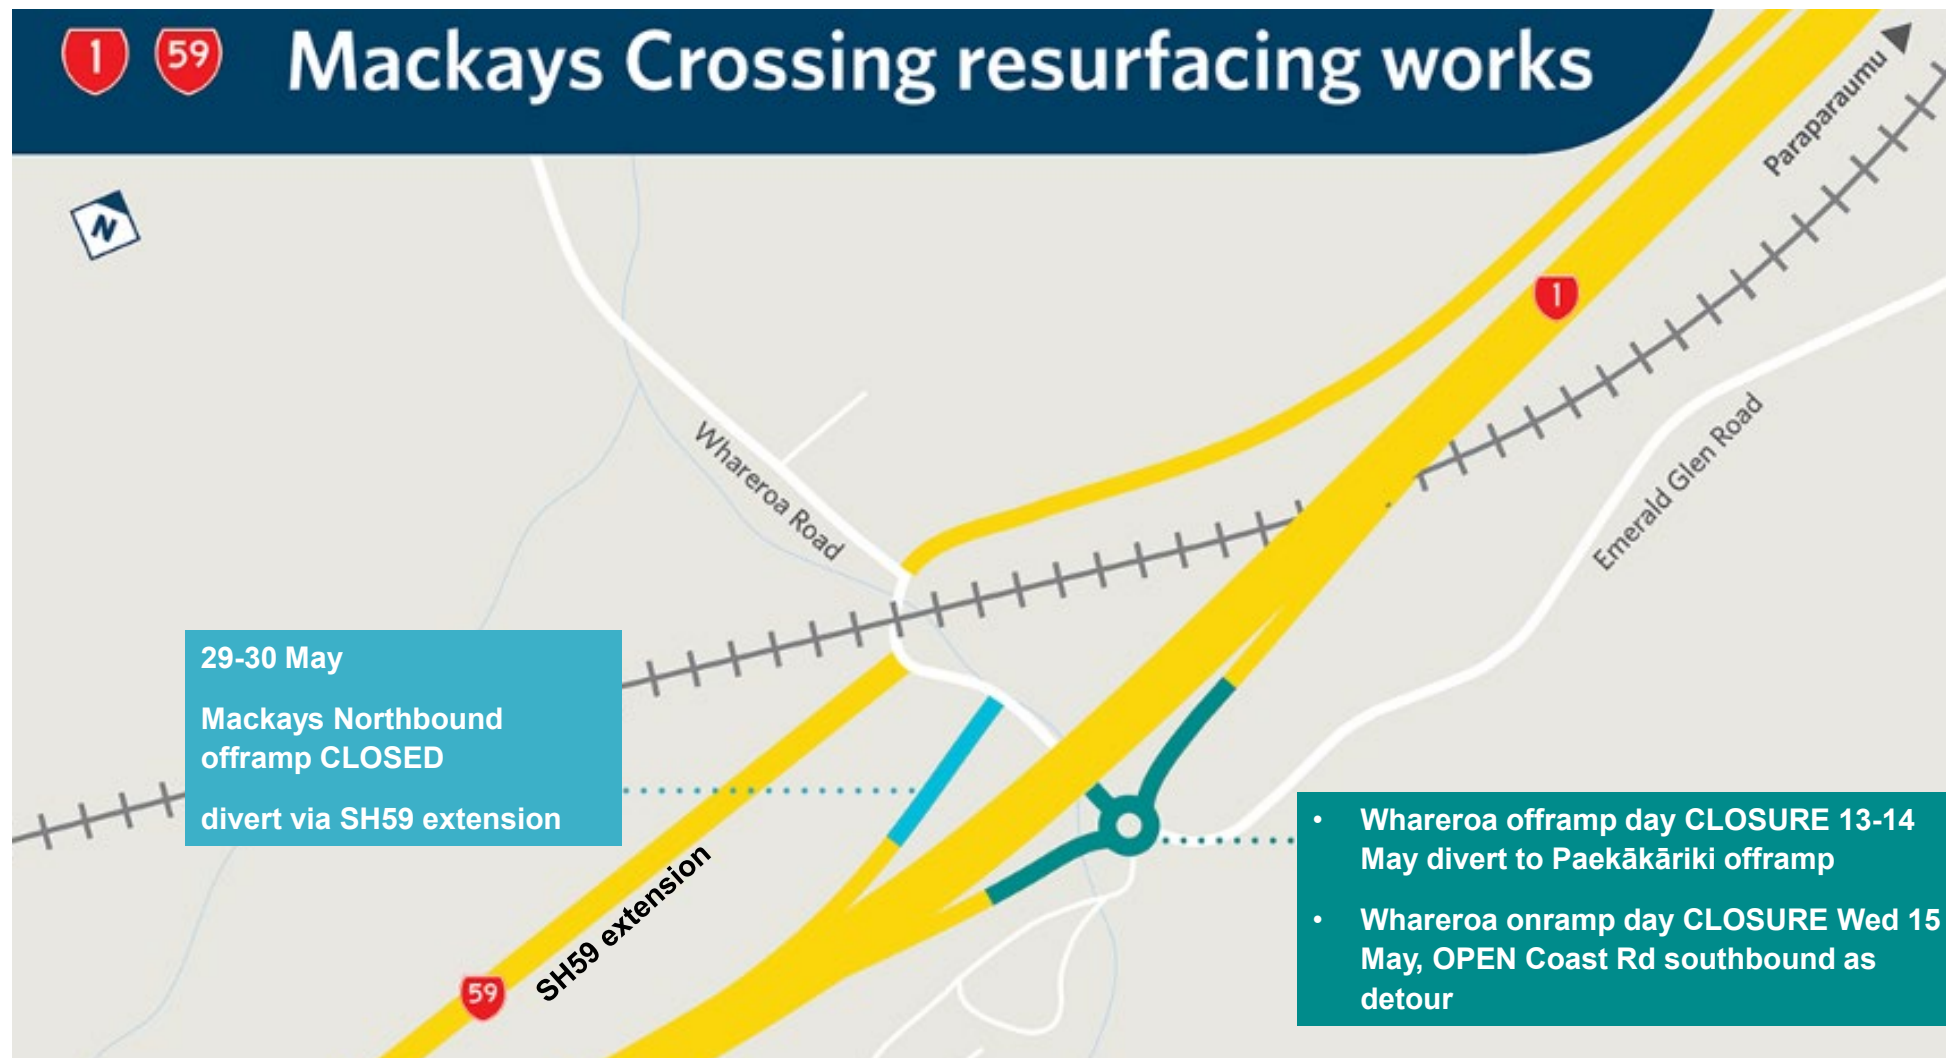 1 59 Mackays Crossing resurfacing works
N
Paraparaumu
1
Whareroa Road
Emerald Glen Road
29-30 May
Mackays Northbound
offramp CLOSED
divert via SH59 extension
SH59 extension
59
• Whareroa offramp day CLOSURE 13-14
May divert to Paekākāriki offramp
• Whareroa onramp day CLOSURE Wed 15
May, OPEN Coast Rd southbound as
detour